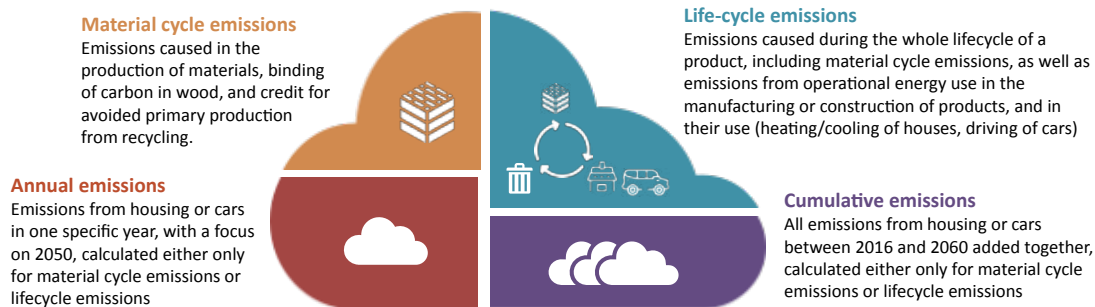 Material cycle emissions
Emissions caused in the
production of materials, binding
of carbon in wood, and credit for
avoided primary production
from recycling.
Life-cycle emissions
Emissions caused during the whole lifecycle of a
product, including material cycle emissions, as well as
emissions from operational energy use in the
manufacturing or construction of products, and in
their use (heating/cooling of houses, driving of cars)
Annual emissions
Emissions from housing or cars
in one specific year, with a focus
on 2050, calculated either only
for material cycle emissions or
lifecycle emissions
Cumulative emissions
All emissions from housing or cars
between 2016 and 2060 added together,
calculated either only for material cycle
emissions or lifecycle emissions